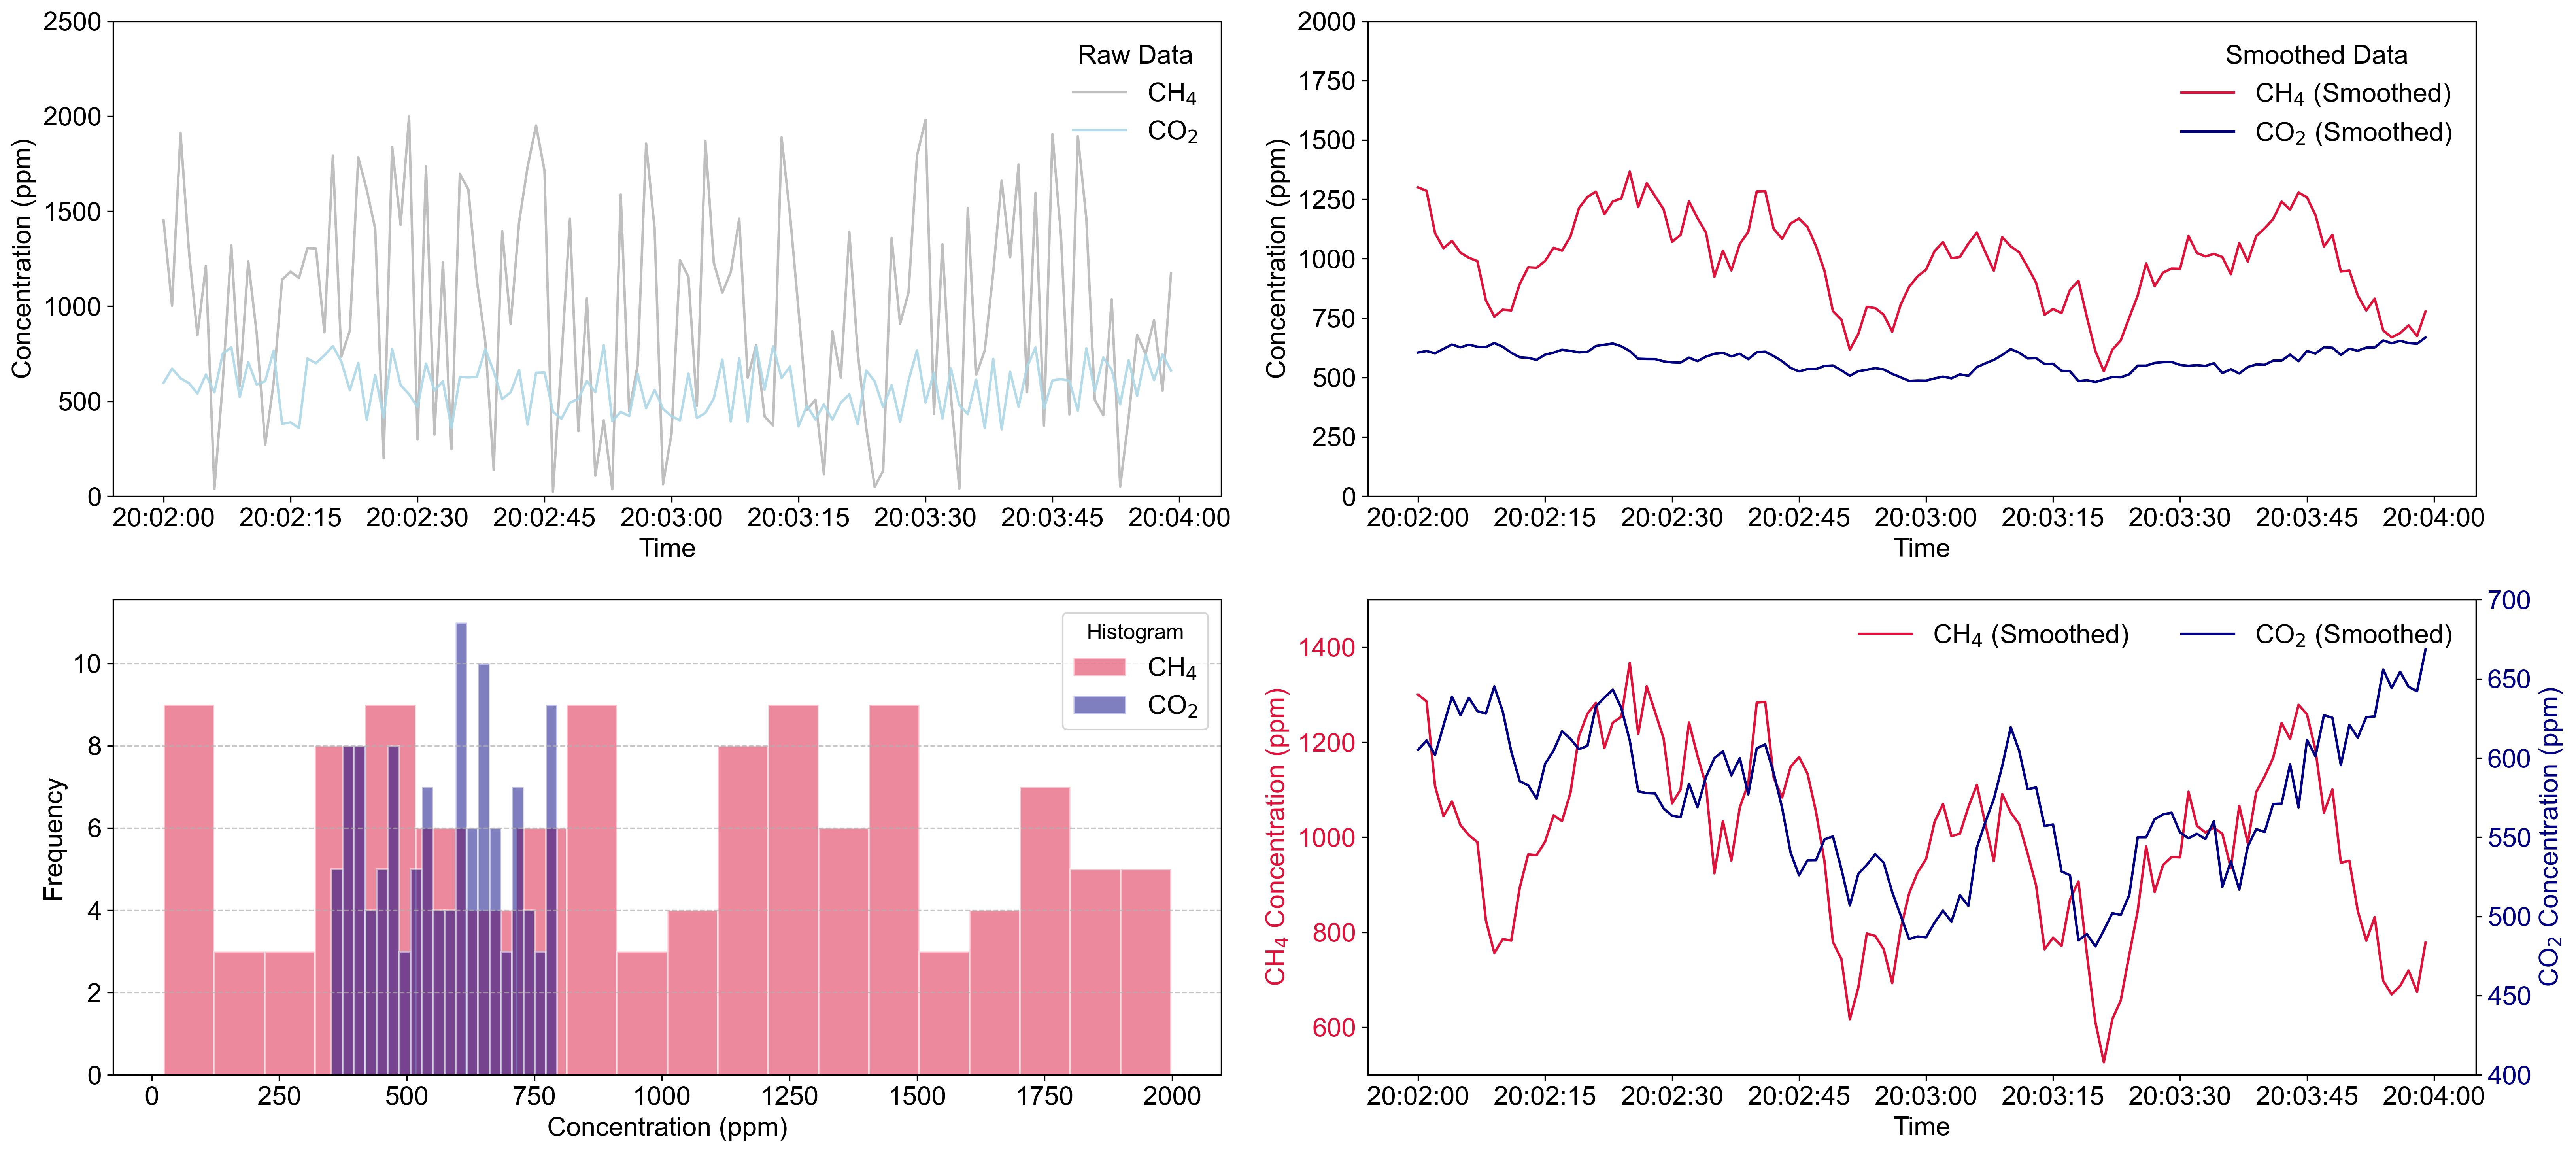 2500
2000
1500
1000
500
0
Concentration (ppm)
Raw Data
CH₄
CO₂
20:02:00 20:02:15 20:02:30 20:02:45 20:03:00 20:03:15 20:03:30 20:03:45 20:04:00
Time
2000
1750
1500
1250
1000
750
500
250
0
Concentration (ppm)
Smoothed Data
CH₄ (Smoothed)
CO₂ (Smoothed)
20:02:00 20:02:15 20:02:30 20:02:45 20:03:00 20:03:15 20:03:30 20:03:45 20:04:00
Time
10
8
6
4
2
0
Frequency
Histogram
CH₄
CO₂
0 250 500 750 1000 1250 1500 1750 2000
Concentration (ppm)
1400
1200
1000
800
600
CH₄ Concentration (ppm)
CH₄ (Smoothed) CO₂ (Smoothed)
700
650
600
550
500
450
400
CO₂ Concentration (ppm)
20:02:00 20:02:15 20:02:30 20:02:45 20:03:00 20:03:15 20:03:30 20:03:45 20:04:00
Time